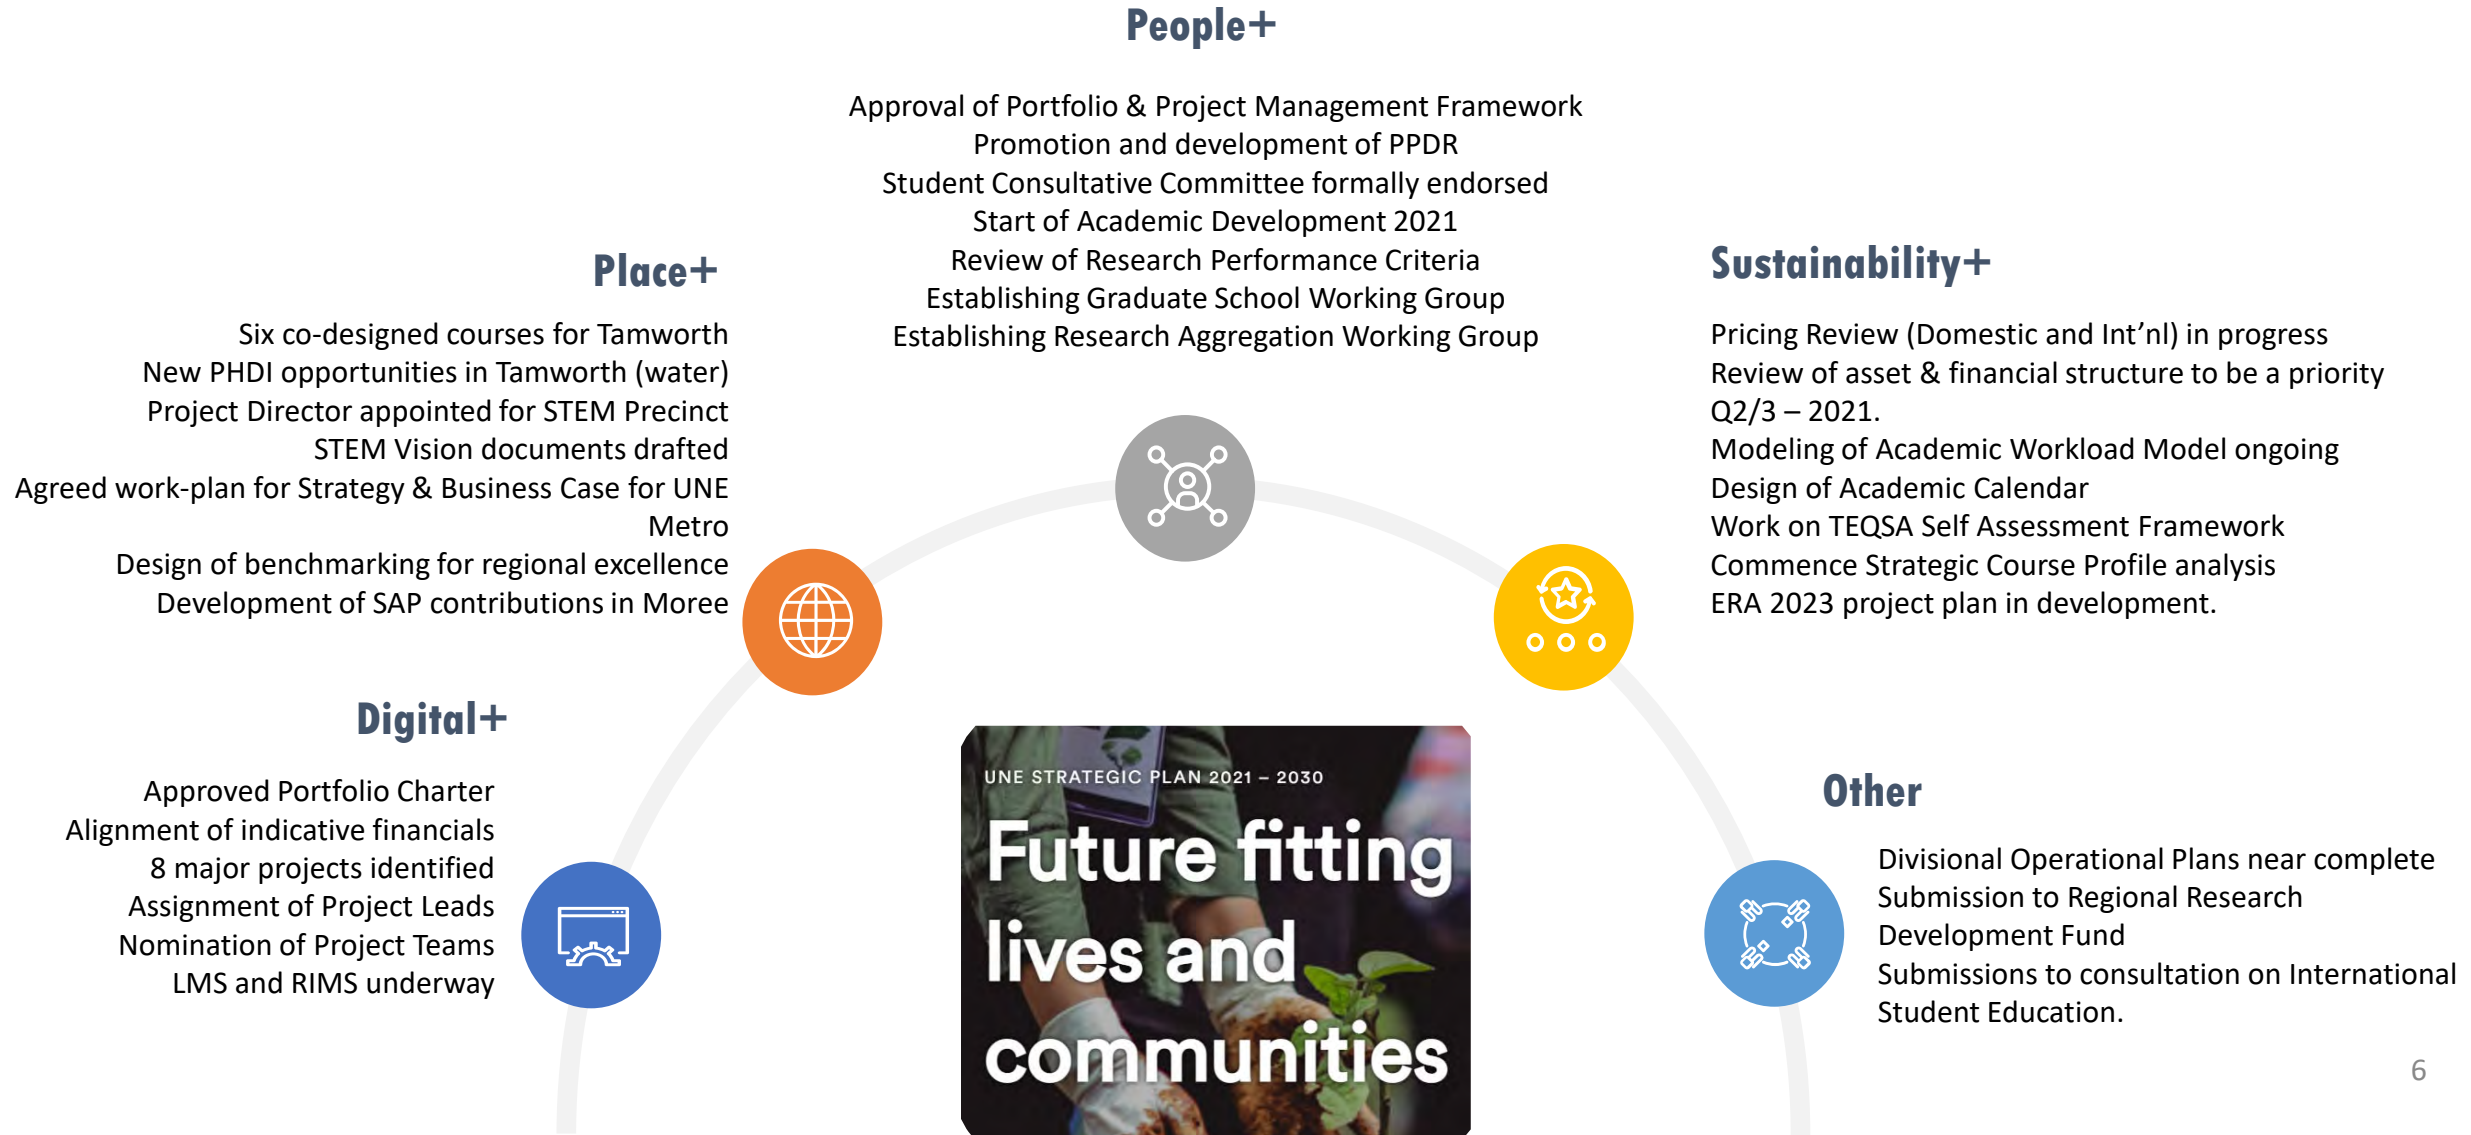 People+
Approval of Portfolio & Project Management Framework
Promotion and development of PPDR
Student Consultative Committee formally endorsed
Start of Academic Development 2021
Review of Research Performance Criteria
Establishing Graduate School Working Group
Establishing Research Aggregation Working Group
Place+
Six co-designed courses for Tamworth
New PHDI opportunities in Tamworth (water)
Project Director appointed for STEM Precinct
STEM Vision documents drafted
Agreed work-plan for Strategy & Business Case for UNE
Metro
Design of benchmarking for regional excellence
Development of SAP contributions in Moree
Sustainability+
Pricing Review (Domestic and Int’nl) in progress
Review of asset & financial structure to be a priority
Q2/3 – 2021.
Modeling of Academic Workload Model ongoing
Design of Academic Calendar
Work on TEQSA Self Assessment Framework
Commence Strategic Course Profile analysis
ERA 2023 project plan in development.
Digital+
Approved Portfolio Charter
Alignment of indicative financials
8 major projects identified
Assignment of Project Leads
Nomination of Project Teams
LMS and RIMS underway
UNE STRATEGIC PLAN 2021 – 2030
Future fitting
lives and
communities
Other
Divisional Operational Plans near complete
Submission to Regional Research
Development Fund
Submissions to consultation on International
Student Education.
6